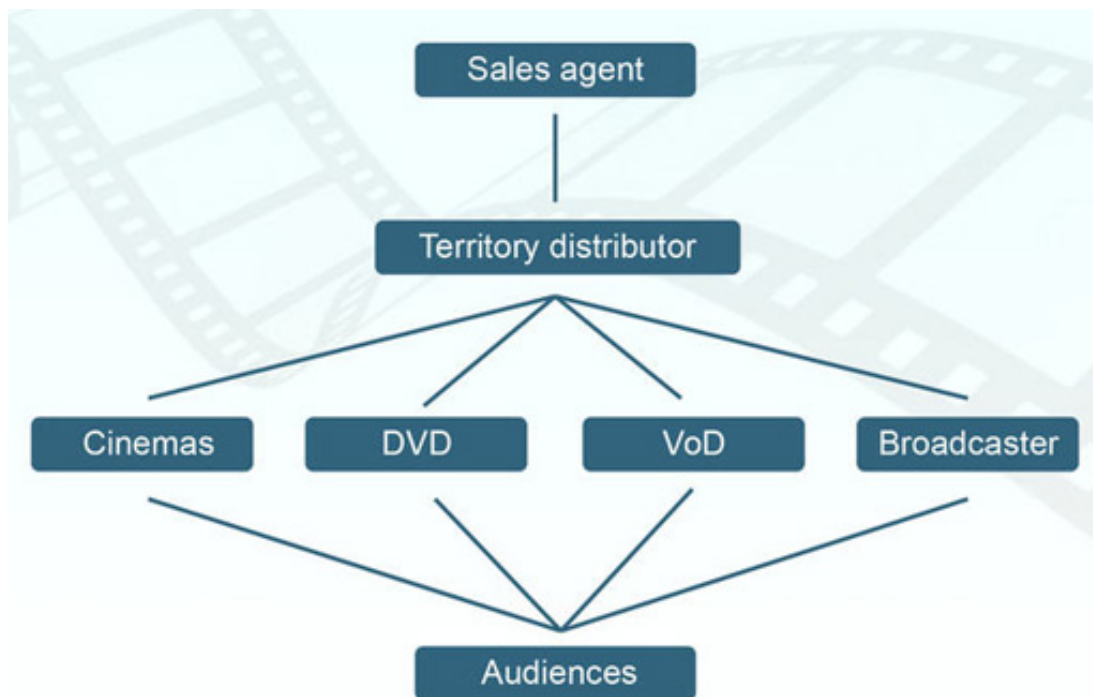 Sales agent
Territory distributor
Cinemas
DVD
VoD
Broadcaster
Audiences